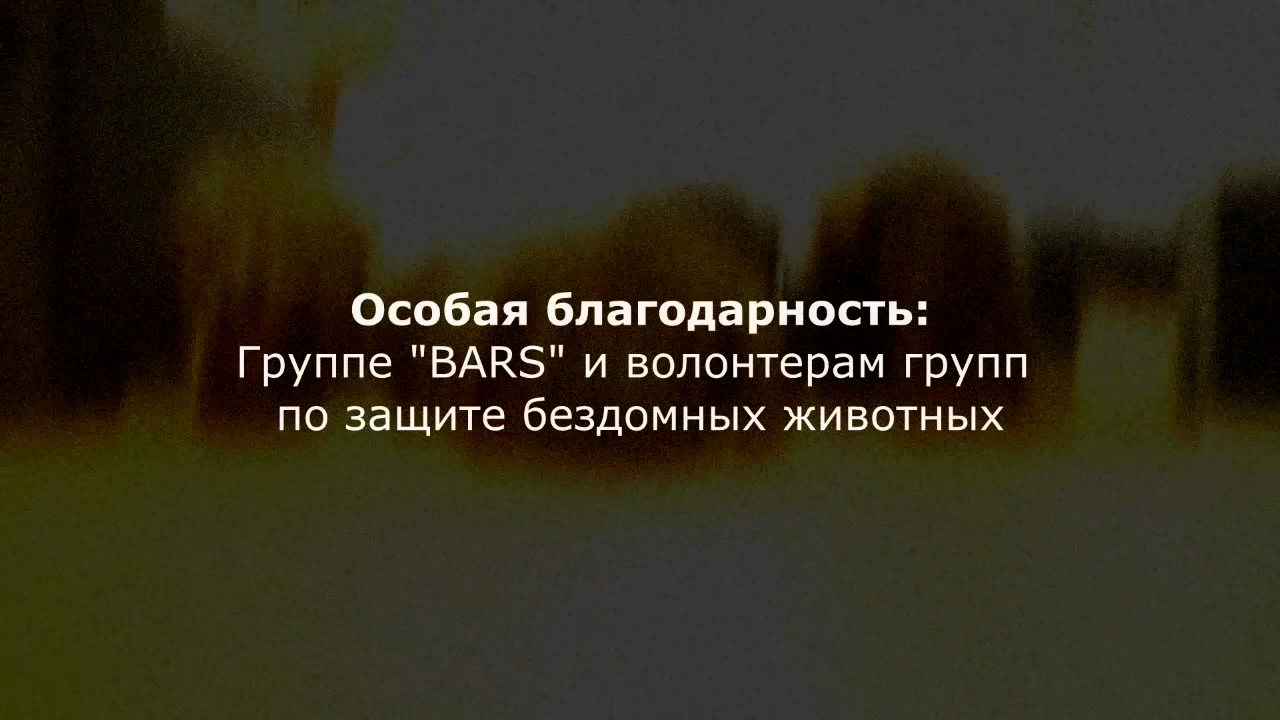 Особая благодарность:
Группе "BARS" и волонтерам групп
по защите бездомных животных